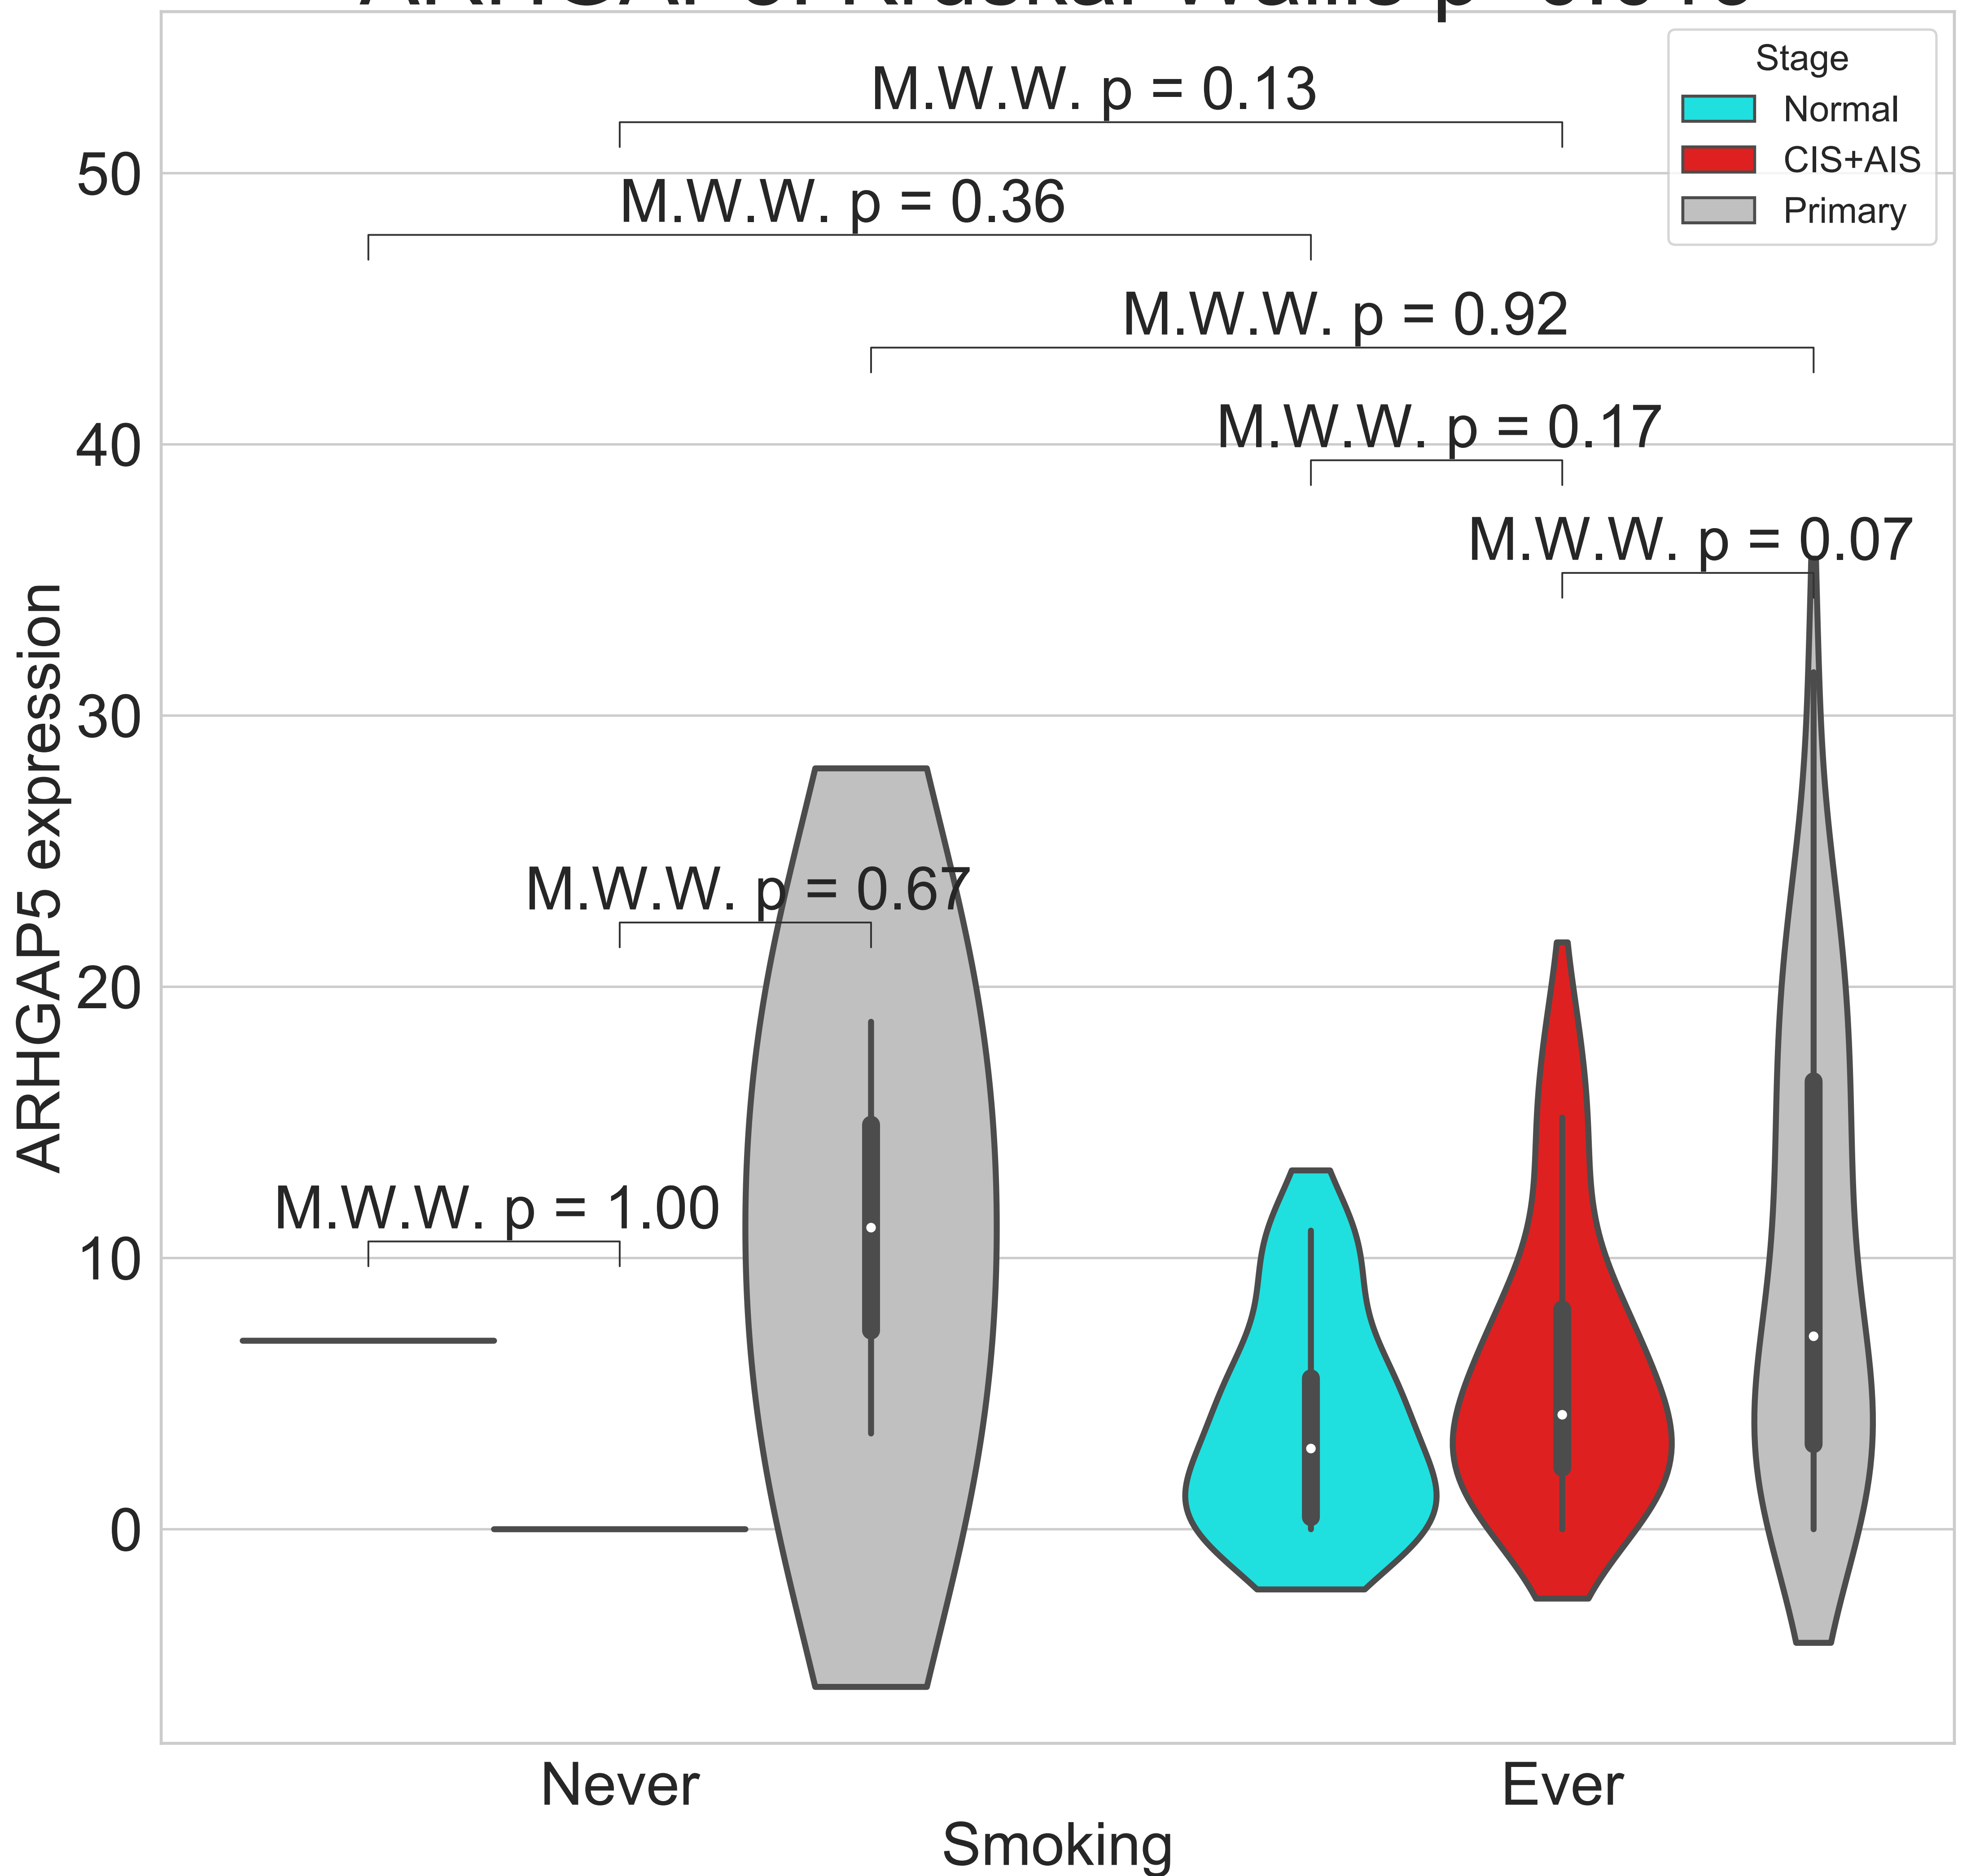 Stage
Normal
CIS+AIS
Primary
M.W.W. p = 0.13
M.W.W. p = 0.36
M.W.W. p = 0.92
M.W.W. p = 0.17
M.W.W. p = 0.07
M.W.W. p = 0.67
M.W.W. p = 1.00
50
40
30
20
10
0
ARHGAP5 expression
Never
Ever
Smoking